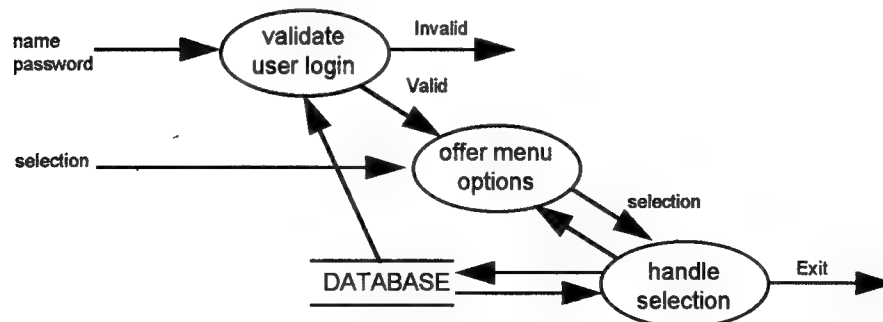 name
password
validate
user login
Invalid
Valid
selection
offer menu
options
selection
DATABASE
handle
selection
Exit